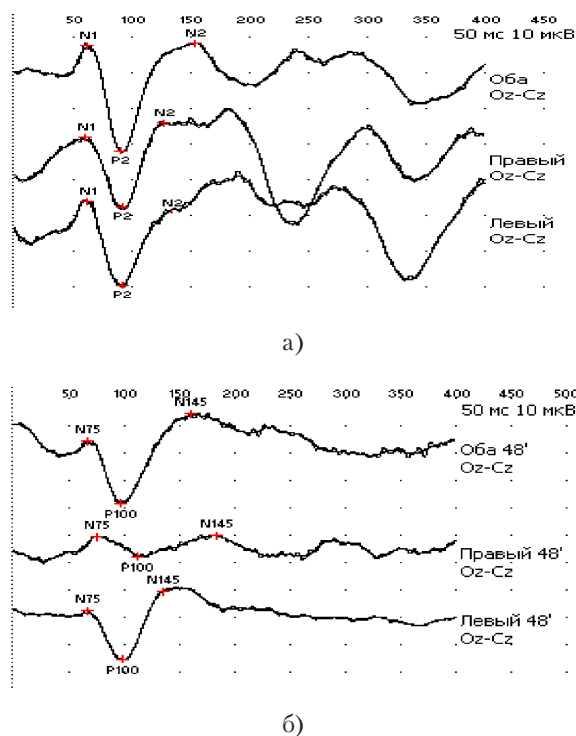 50 100 150 200 250 300 350 400 450
50 мс 10 мкВ
N1 N2
Оба
Oz-Cz
P2
N1 N2
Правый
Oz-Cz
P2
N1 N2
Левый
Oz-Cz
P2
а)
50 100 150 200 250 300 350 400 450 500
50 мс 10 мкВ
N75 N145
Оба 48'
Oz-Cz
P100
N75 N145
Правый 48'
Oz-Cz
P100
N75 N145
Левый 48'
Oz-Cz
P100
б)